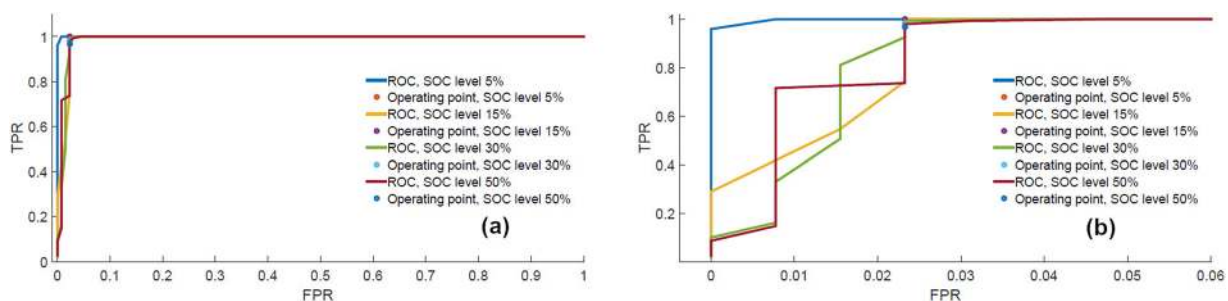 1
0.8
0.6
0.4
0.2
0
TPR
ROC, SOC level 5%
Operating point, SOC level 5%
ROC, SOC level 15%
Operating point, SOC level 15%
ROC, SOC level 30%
Operating point, SOC level 30%
ROC, SOC level 50%
Operating point, SOC level 50%
(a)
0 0.1 0.2 0.3 0.4 0.5 0.6 0.7 0.8 0.9 1
FPR
1
0.8
0.6
0.4
0.2
TPR
ROC, SOC level 5%
Operating point, SOC level 5%
ROC, SOC level 15%
Operating point, SOC level 15%
ROC, SOC level 30%
Operating point, SOC level 30%
ROC, SOC level 50%
Operating point, SOC level 50%
(b)
0 0.01 0.02 0.03 0.04 0.05 0.06
FPR